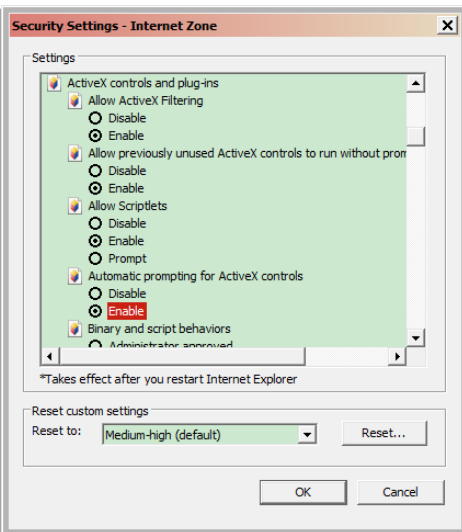 Security Settings - Internet Zone
Settings
ActiveX controls and plug-ins
Allow ActiveX Filtering
Disable
Enable
Allow previously unused ActiveX controls to run without prom
Disable
Enable
Allow Scriptlets
Disable
Enable
Prompt
Automatic prompting for ActiveX controls
Disable
Enable
Binary and script behaviors
Administrator approved
*Takes effect after you restart Internet Explorer
Reset custom settings
Reset to: Medium-high (default) Reset...
OK Cancel